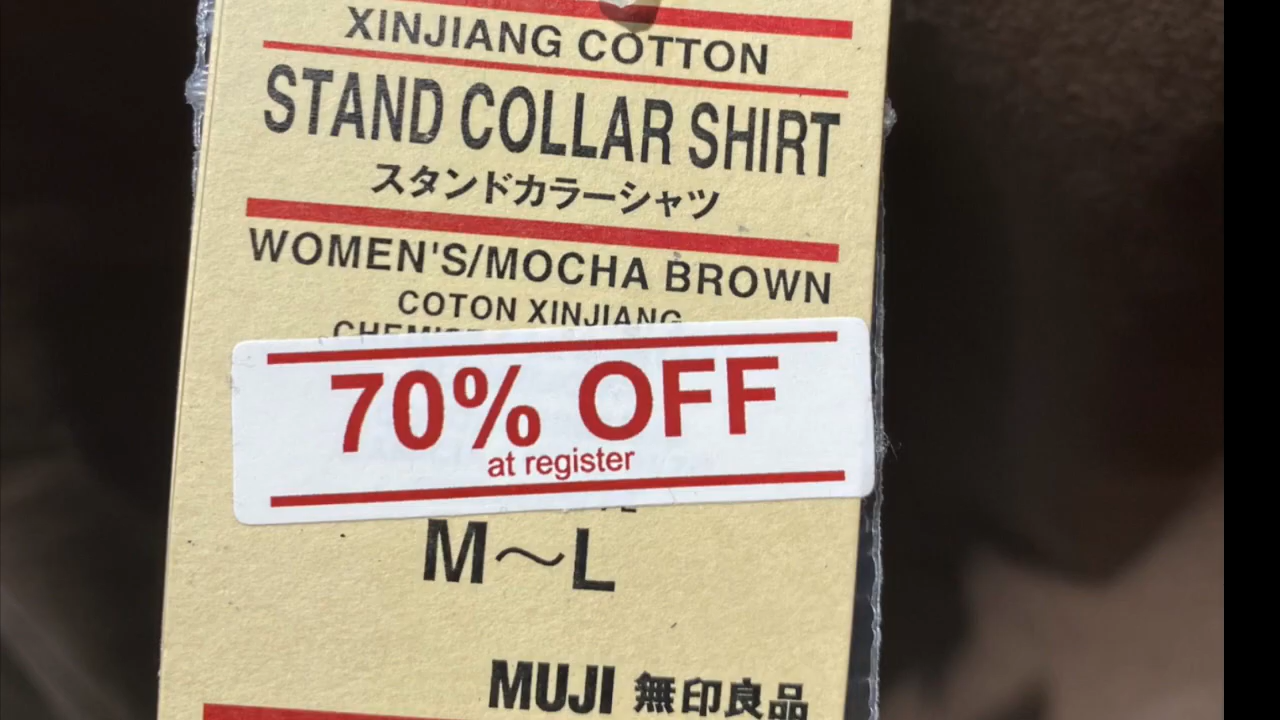 XINJIANG COTTON
STAND COLLAR SHIRT
スタンドカラーシャツ
WOMEN'S/MOCHA BROWN
COTON XINJIANG
70% OFF
at register
M〜L
MUJI 無印良品